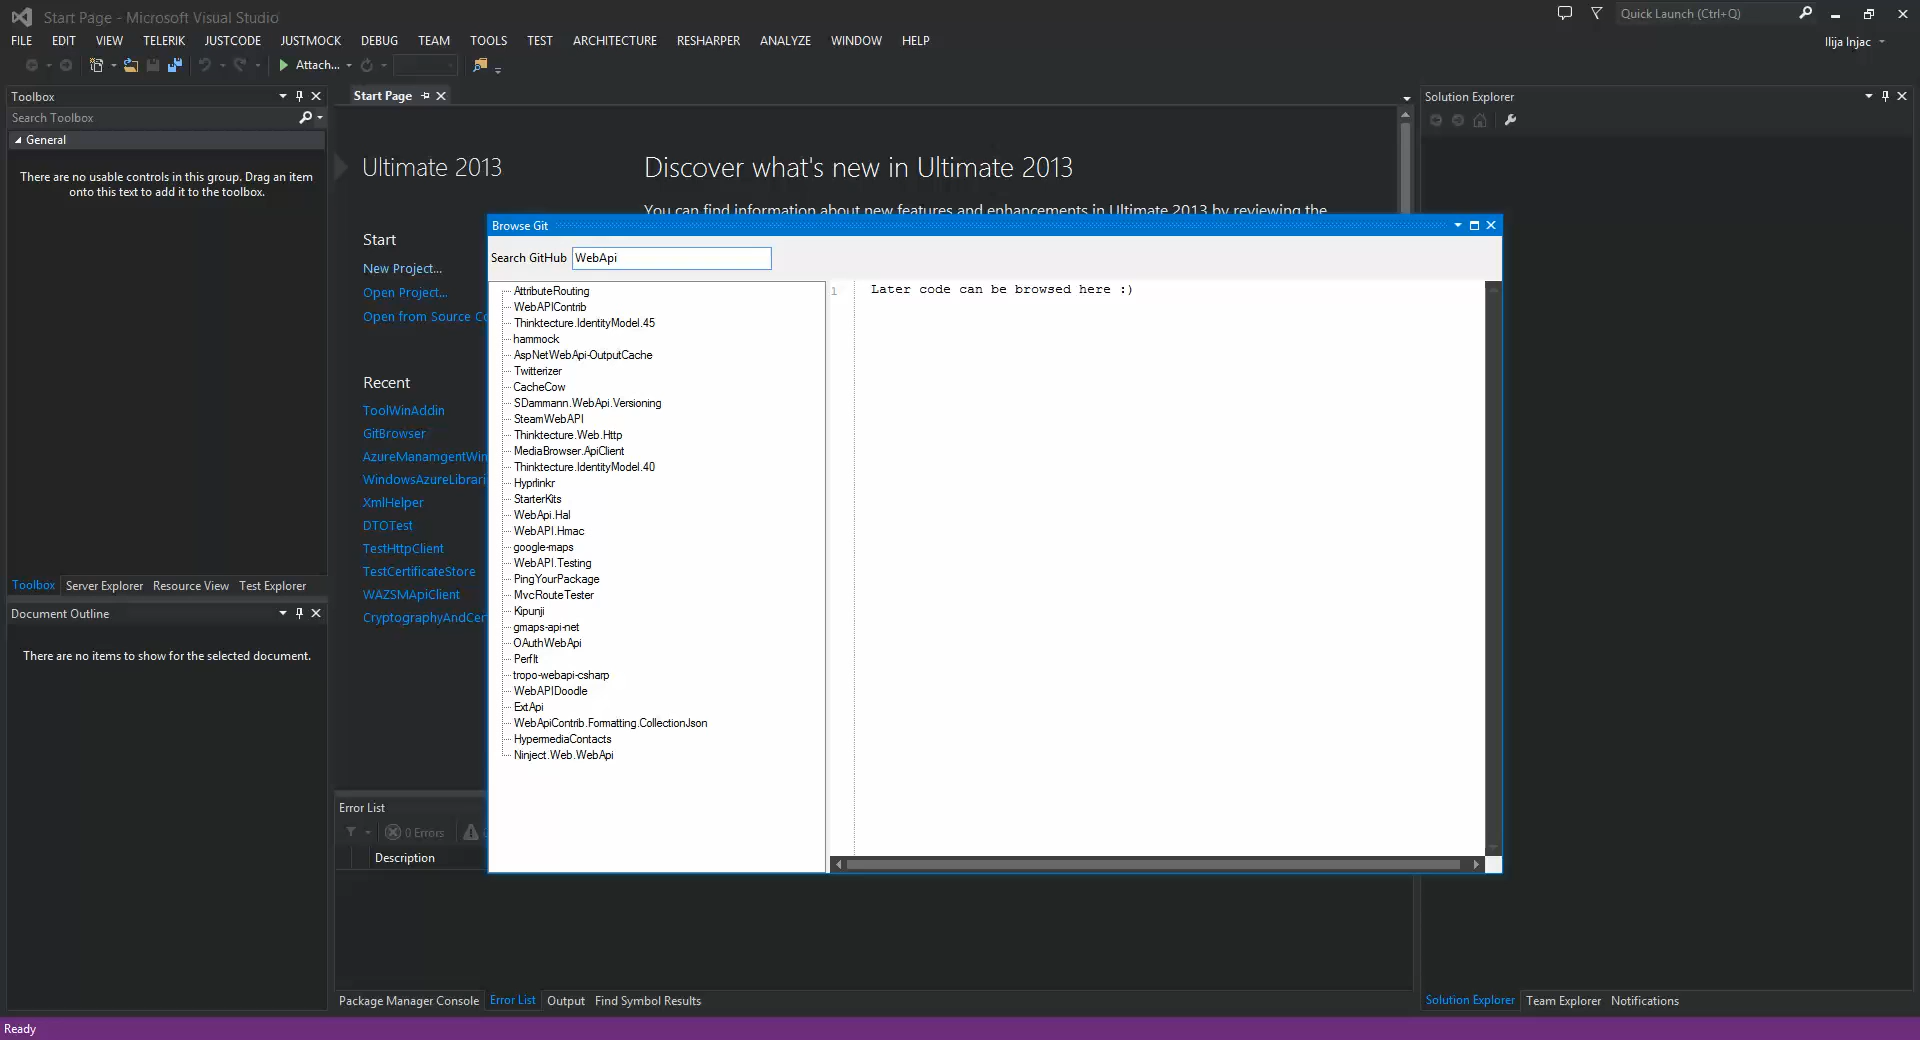 Start Page - Microsoft Visual Studio
Quick Launch (Ctrl+Q)
FILE EDIT VIEW TELERIK JUSTCODE JUSTMOCK DEBUG TEAM TOOLS TEST ARCHITECTURE RESHARPER ANALYZE WINDOW HELP
Ilija Injac
Attach...
Toolbox
Search Toolbox
General
There are no usable controls in this group. Drag an item
onto this text to add it to the toolbox.
Toolbox Server Explorer Resource View Test Explorer
Document Outline
There are no items to show for the selected document.
Start Page
Ultimate 2013
Discover what's new in Ultimate 2013
You can find information about new features and enhancements in Ultimate 2013 by reviewing the
Start
New Project...
Open Project...
Open from Source Co
Recent
ToolWinAddin
GitBrowser
AzureManamgentWin
WindowsAzureLibrari
XmlHelper
DTOTest
TestHttpClient
TestCertificateStore
WAZSMApiClient
CryptographyAndCer
Browse Git
Search GitHub WebApi
AttributeRouting
WebAPIContrib
Thinktecture.IdentityModel.45
hammock
AspNetWebApi-OutputCache
Twitterizer
CacheCow
SDammann.WebApi.Versioning
SteamWebAPI
Thinktecture.Web.Http
MediaBrowser.ApiClient
Thinktecture.IdentityModel.40
Hyprlinkr
StarterKits
WebApi.Hal
WebAPI.Hmac
google-maps
WebAPI.Testing
PingYourPackage
MvcRouteTester
Kipunji
gmaps-api-net
OAuthWebApi
PerfIt
tropo-webapi-csharp
WebAPIDoodle
ExtApi
WebApiContrib.Formatting.CollectionJson
HypermediaContacts
Ninject.Web.WebApi
1 Later code can be browsed here :)
Error List
0 Errors
Description
Package Manager Console Error List Output Find Symbol Results
Solution Explorer
Solution Explorer Team Explorer Notifications
Ready